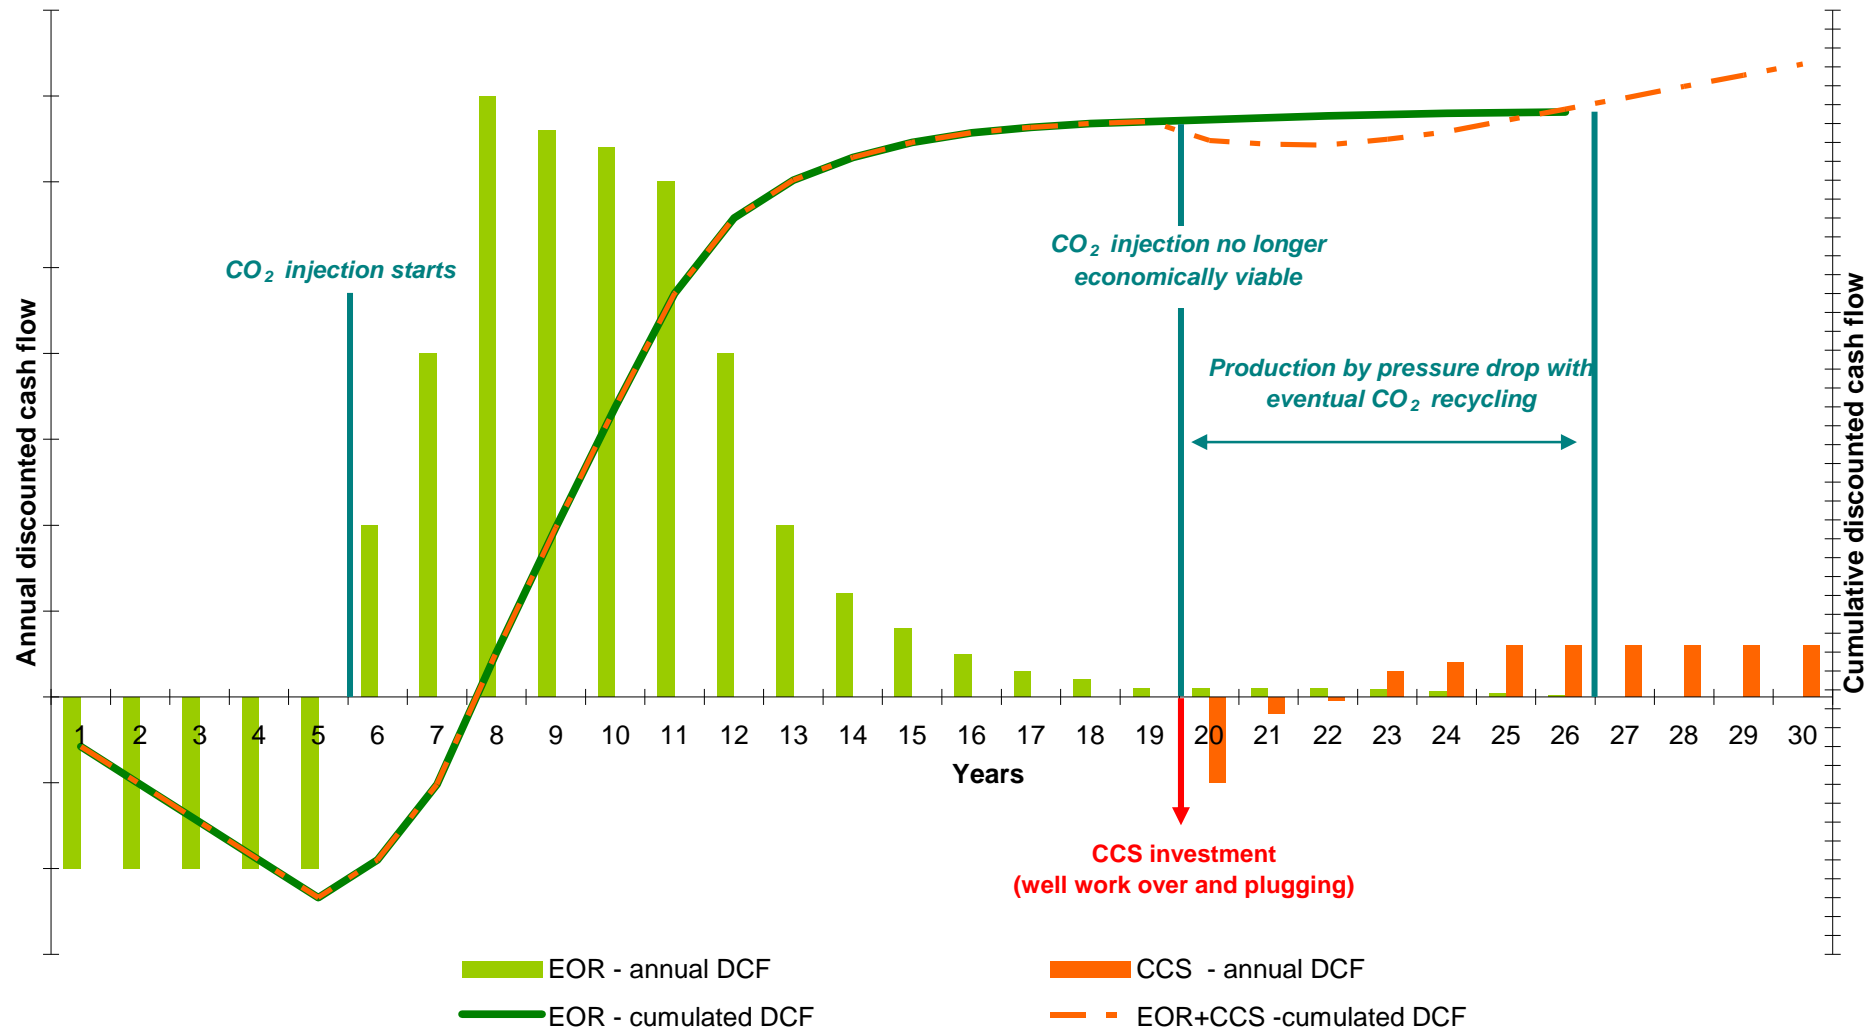 CO2 injection starts
CO2 injection no longer
economically viable
Production by pressure drop with
eventual CO2 recycling
Annual discounted cash flow
Cumulative discounted cash flow
1 2 3 4 5 6 7 8 9 10 11 12 13 14 15 16 17 18 19 20 21 22 23 24 25 26 27 28 29 30
Years
CCS investment
(well work over and plugging)
EOR - annual DCF
CCS - annual DCF
EOR - cumulated DCF
EOR+CCS -cumulated DCF